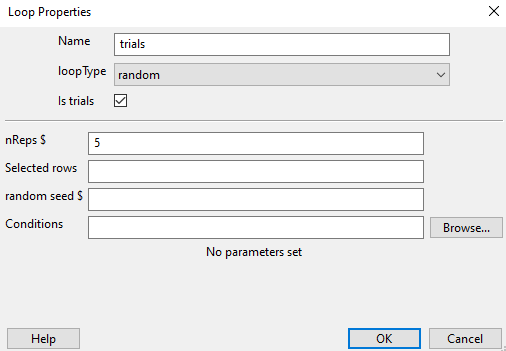 Loop Properties
Name trials
loopType random
Is trials
nReps $ 5
Selected rows
random seed $
Conditions Browse...
No parameters set
Help OK Cancel